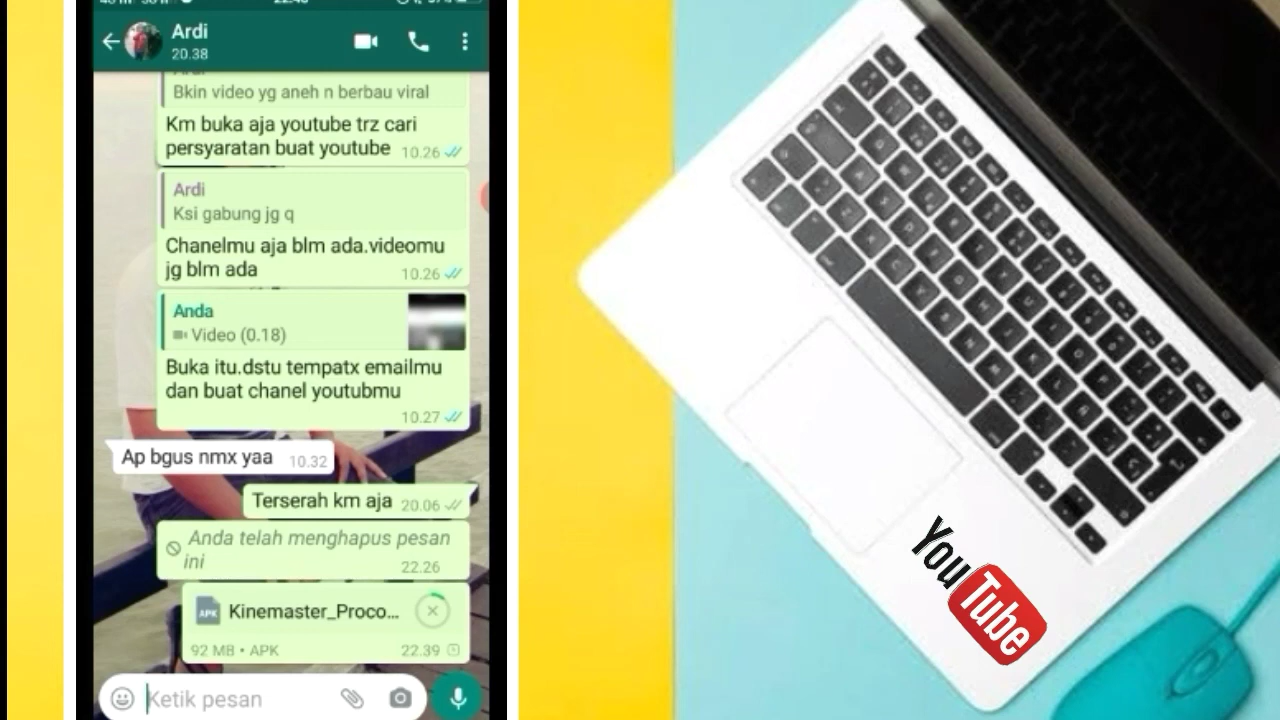 Ardi
20.38
Bkin video yg aneh n berbau viral
Km buka aja youtube trz cari
persyaratan buat youtube 10.26
Ardi
Ksi gabung jg q
Chanelmu aja blm ada.videomu
jg blm ada 10.26
Anda
Video (0.18)
Buka itu.dstu tempatx emailmu
dan buat chanel youtubmu
10.27
Ap bgus nmx yaa 10.32
Terserah km aja 20.06
Anda telah menghapus pesan
ini 22.26
APK Kinemaster_Proco...
92 MB • APK 22.39
Ketik pesan
YouTube